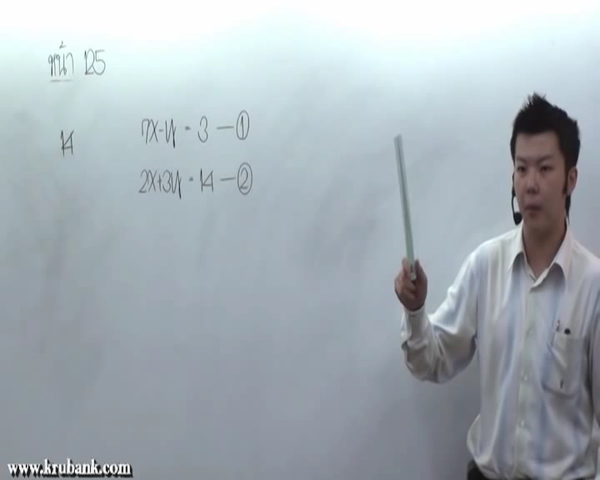 หน้า 125
14
7x-y = 3 — ①
2x+3y = 14 — ②
www.krubank.com